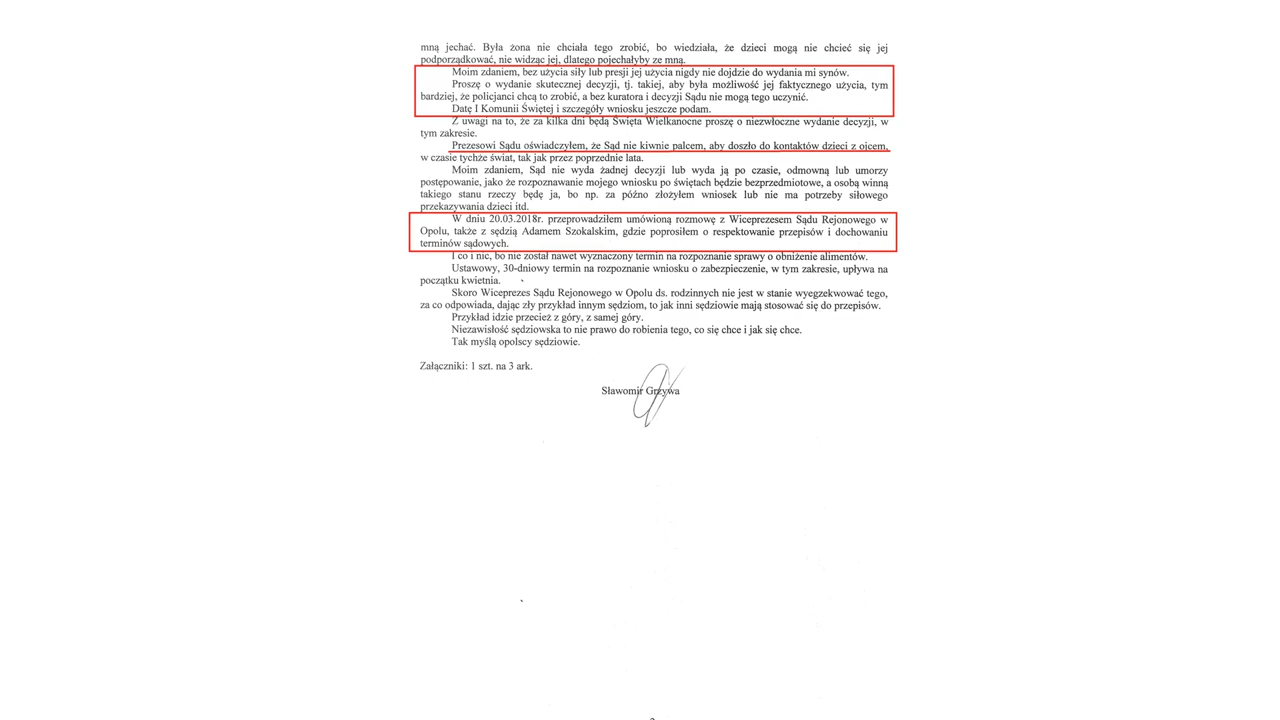 mną jechać. Była żona nie chciała tego zrobić, bo wiedziała, że dzieci mogą nie chcieć się jej
podporządkować, nie widząc jej, dlatego pojechałyby ze mną.
Moim zdaniem, bez użycia siły lub presji jej użycia nigdy nie dojdzie do wydania mi synów.
Proszę o wydanie skutecznej decyzji, tj. takiej, aby była możliwość jej faktycznego użycia, tym
bardziej, że policjanci chcą to zrobić, a bez kuratora i decyzji Sądu nie mogą tego uczynić.
Datę I Komunii Świętej i szczegóły wniosku jeszcze podam.
Z uwagi na to, że za kilka dni będą Święta Wielkanocne proszę o niezwłoczne wydanie decyzji, w
tym zakresie.
Prezesowi Sądu oświadczyłem, że Sąd nie kiwnie palcem, aby doszło do kontaktów dzieci z ojcem,
w czasie tychże świat, tak jak przez poprzednie lata.
Moim zdaniem, Sąd nie wyda żadnej decyzji lub wyda ją po czasie, odmowną lub umorzy
postępowanie, jako że rozpoznawanie mojego wniosku po świętach będzie bezprzedmiotowe, a osobą winną
takiego stanu rzeczy będę ja, bo np. za późno złożyłem wniosek lub nie ma potrzeby siłowego
przekazywania dzieci itd.
W dniu 20.03.2018r. przeprowadziłem umówioną rozmowę z Wiceprezesem Sądu Rejonowego w
Opolu, także z sędzią Adamem Szokalskim, gdzie poprosiłem o respektowanie przepisów i dochowaniu
terminów sądowych.
I co i nic, bo nie został nawet wyznaczony termin na rozpoznanie sprawy o obniżenie alimentów.
Ustawowy, 30-dniowy termin na rozpoznanie wniosku o zabezpieczenie, w tym zakresie, upływa na
początku kwietnia.
Skoro Wiceprezes Sądu Rejonowego w Opolu ds. rodzinnych nie jest w stanie wyegzekwować tego,
za co odpowiada, dając zły przykład innym sędziom, to jak inni sędziowie mają stosować się do przepisów.
Przykład idzie przecież z góry, z samej góry.
Niezawisłość sędziowska to nie prawo do robienia tego, co się chce i jak się chce.
Tak myślą opolscy sędziowie.
Załączniki: 1 szt. na 3 ark.
Sławomir Grzywa